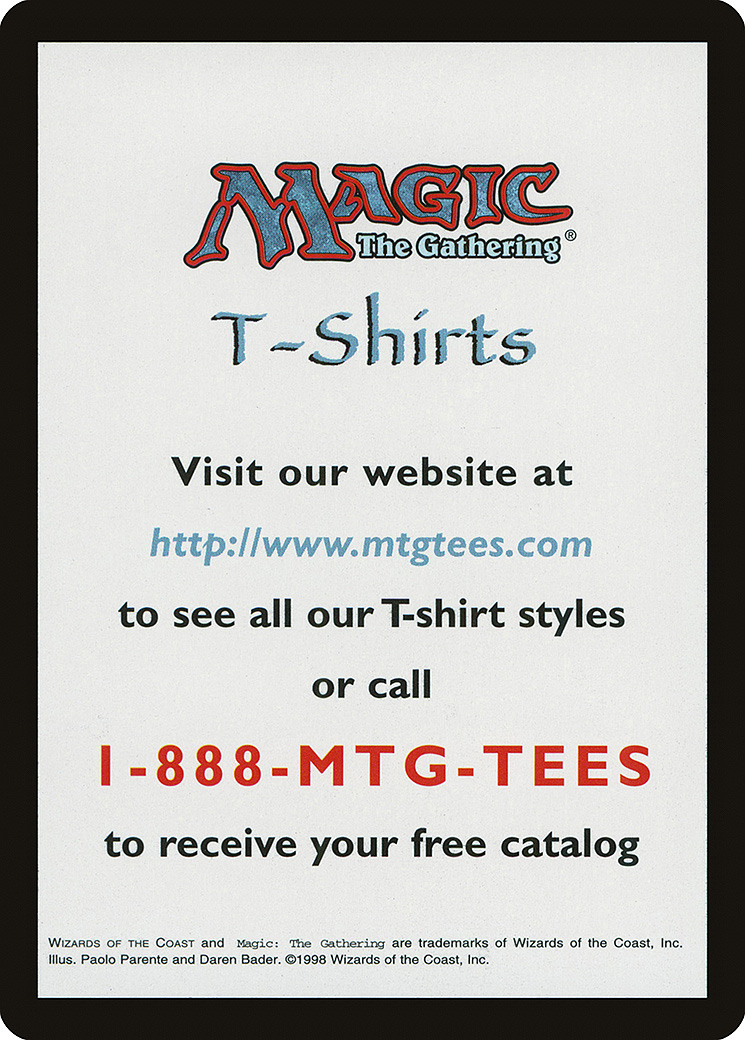 MAGIC
The Gathering®
T-Shirts
Visit our website at
http://www.mtgtees.com
to see all our T-shirt styles
or call
1-888-MTG-TEES
to receive your free catalog
WIZARDS OF THE COAST and Magic: The Gathering are trademarks of Wizards of the Coast, Inc.
Illus. Paolo Parente and Daren Bader. ©1998 Wizards of the Coast, Inc.